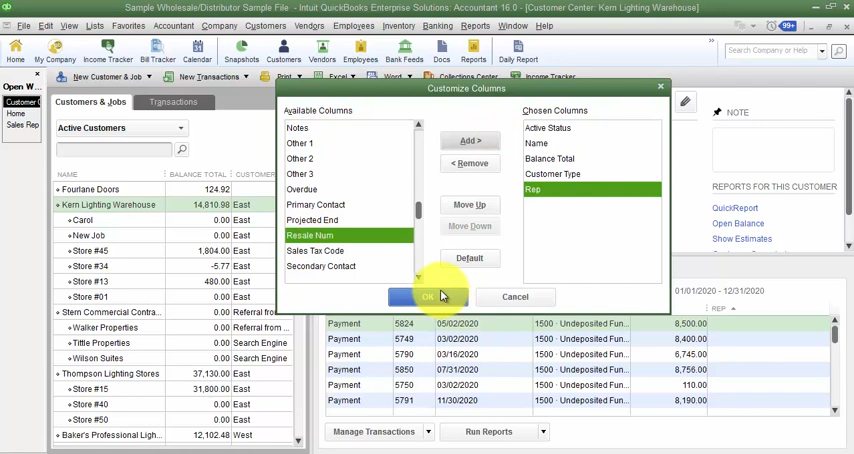 Sample Wholesale/Distributor Sample File - Intuit QuickBooks Enterprise Solutions: Accountant 16.0 - [Customer Center: Kern Lighting Warehouse]
File Edit View Lists Favorites Accountant Company Customers Vendors Employees Inventory Banking Reports Window Help 99+
Home My Company Income Tracker Bill Tracker Calendar Snapshots Customers Vendors Employees Bank Feeds Docs Reports Daily Report
Search Company or Help
New Customer & Job New Transactions Print Excel Word Collections Center Income Tracker
Open W...
Customer C
Home
Sales Rep
Customers & Jobs Transactions
Active Customers
NAME BALANCE TOTAL CUSTOMER
Fourlane Doors 124.92
Kern Lighting Warehouse 14,810.98 East
Carol 0.00 East
New Job 0.00 East
Store #45 1,804.00 East
Store #34 -5.77 East
Store #13 480.00 East
Store #01 0.00 East
Stern Commercial Contra... 0.00 Referral from
Walker Properties 0.00 Referral from ...
Tittle Properties 0.00 Search Engine
Wilson Suites 0.00 Search Engine
Thompson Lighting Stores 37,130.00 East
Store #15 31,800.00 East
Store #40 0.00 East
Store #50 0.00 East
Baker's Professional Ligh... 12,102.48 West
Customize Columns
Available Columns
Notes
Other 1
Other 2
Other 3
Overdue
Primary Contact
Projected End
Resale Num
Sales Tax Code
Secondary Contact
Add >
< Remove
Move Up
Move Down
Default
Chosen Columns
Active Status
Name
Balance Total
Customer Type
Rep
OK
Cancel
NOTE
REPORTS FOR THIS CUSTOMER
QuickReport
Open Balance
Show Estimates
01/01/2020 - 12/31/2020
REP
Payment 5824 05/02/2020 1500 · Undeposited Fun... 8,500.00
Payment 5749 03/02/2020 1500 · Undeposited Fun... 8,400.00
Payment 5790 03/16/2020 1500 · Undeposited Fun... 6,745.00
Payment 5850 07/31/2020 1500 · Undeposited Fun... 8,756.00
Payment 5750 03/02/2020 1500 · Undeposited Fun... 110.00
Payment 5791 11/30/2020 1500 · Undeposited Fun... 8,190.00
Manage Transactions
Run Reports